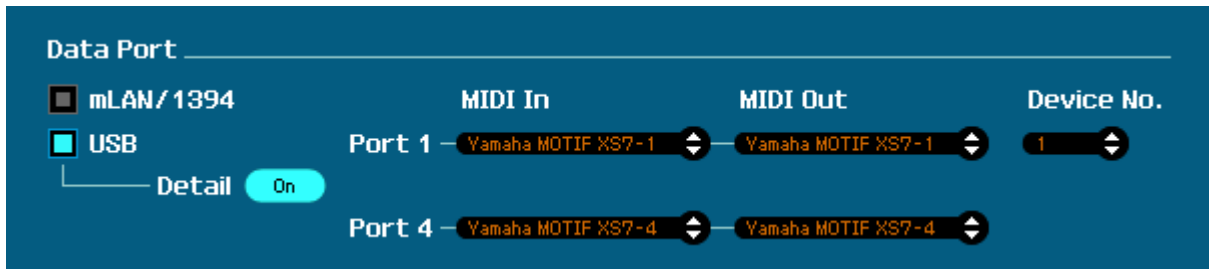 Data Port
mLAN/1394 MIDI In MIDI Out Device No.
USB Port 1 Yamaha MOTIF XS7-1 Yamaha MOTIF XS7-1 1
Detail On
Port 4 Yamaha MOTIF XS7-4 Yamaha MOTIF XS7-4